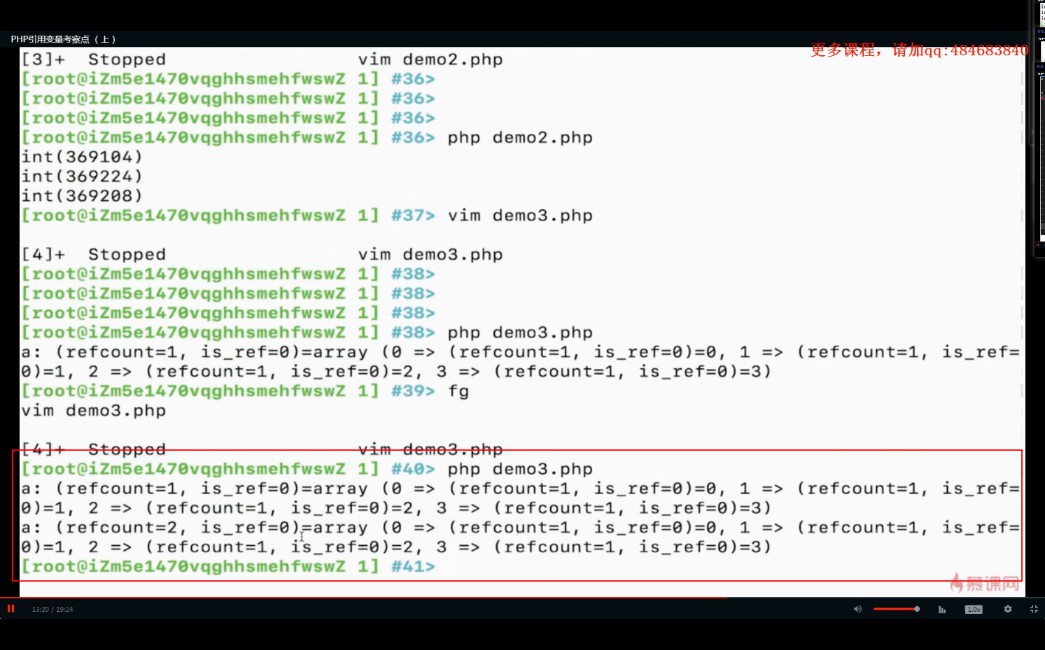 PHP引用变量考察点（上）
更多课程，请加qq:484683840
[3]+  Stopped                 vim demo2.php
[root@iZm5e1470vqghhsmehfwswZ 1] #36>
[root@iZm5e1470vqghhsmehfwswZ 1] #36>
[root@iZm5e1470vqghhsmehfwswZ 1] #36>
[root@iZm5e1470vqghhsmehfwswZ 1] #36> php demo2.php
int(369104)
int(369224)
int(369208)
[root@iZm5e1470vqghhsmehfwswZ 1] #37> vim demo3.php
[4]+  Stopped                 vim demo3.php
[root@iZm5e1470vqghhsmehfwswZ 1] #38>
[root@iZm5e1470vqghhsmehfwswZ 1] #38>
[root@iZm5e1470vqghhsmehfwswZ 1] #38>
[root@iZm5e1470vqghhsmehfwswZ 1] #38> php demo3.php
a: (refcount=1, is_ref=0)=array (0 => (refcount=1, is_ref=0)=0, 1 => (refcount=1, is_ref=
0)=1, 2 => (refcount=1, is_ref=0)=2, 3 => (refcount=1, is_ref=0)=3)
[root@iZm5e1470vqghhsmehfwswZ 1] #39> fg
vim demo3.php
[4]+  Stopped                 vim demo3.php
[root@iZm5e1470vqghhsmehfwswZ 1] #40> php demo3.php
a: (refcount=1, is_ref=0)=array (0 => (refcount=1, is_ref=0)=0, 1 => (refcount=1, is_ref=
0)=1, 2 => (refcount=1, is_ref=0)=2, 3 => (refcount=1, is_ref=0)=3)
a: (refcount=2, is_ref=0)=array (0 => (refcount=1, is_ref=0)=0, 1 => (refcount=1, is_ref=
0)=1, 2 => (refcount=1, is_ref=0)=2, 3 => (refcount=1, is_ref=0)=3)
[root@iZm5e1470vqghhsmehfwswZ 1] #41>
慕课网
13:20 / 19:24
1.0x